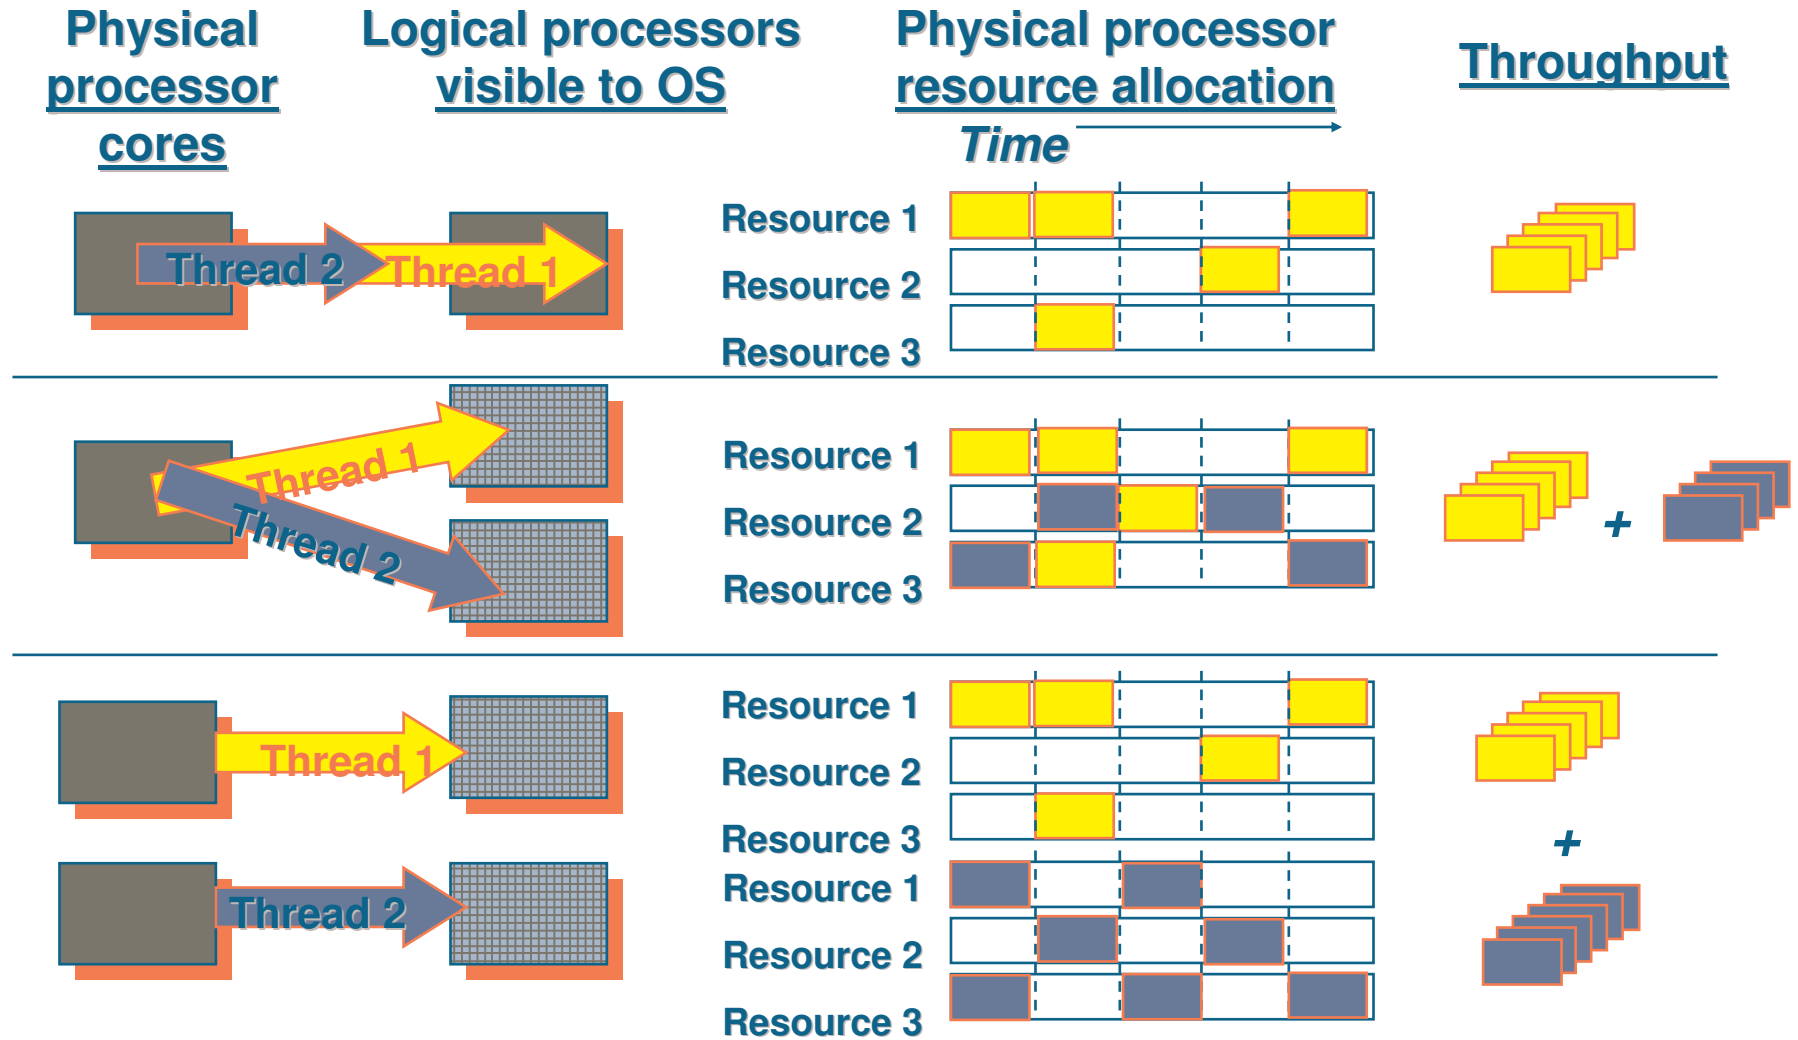 Physical
processor
cores
Logical processors
visible to OS
Physical processor
resource allocation
Time
Throughput
Thread 2
Thread 1
Resource 1
Resource 2
Resource 3
Thread 1
Thread 2
Resource 1
Resource 2
Resource 3
+
Thread 1
Thread 2
Resource 1
Resource 2
Resource 3
+
Resource 1
Resource 2
Resource 3